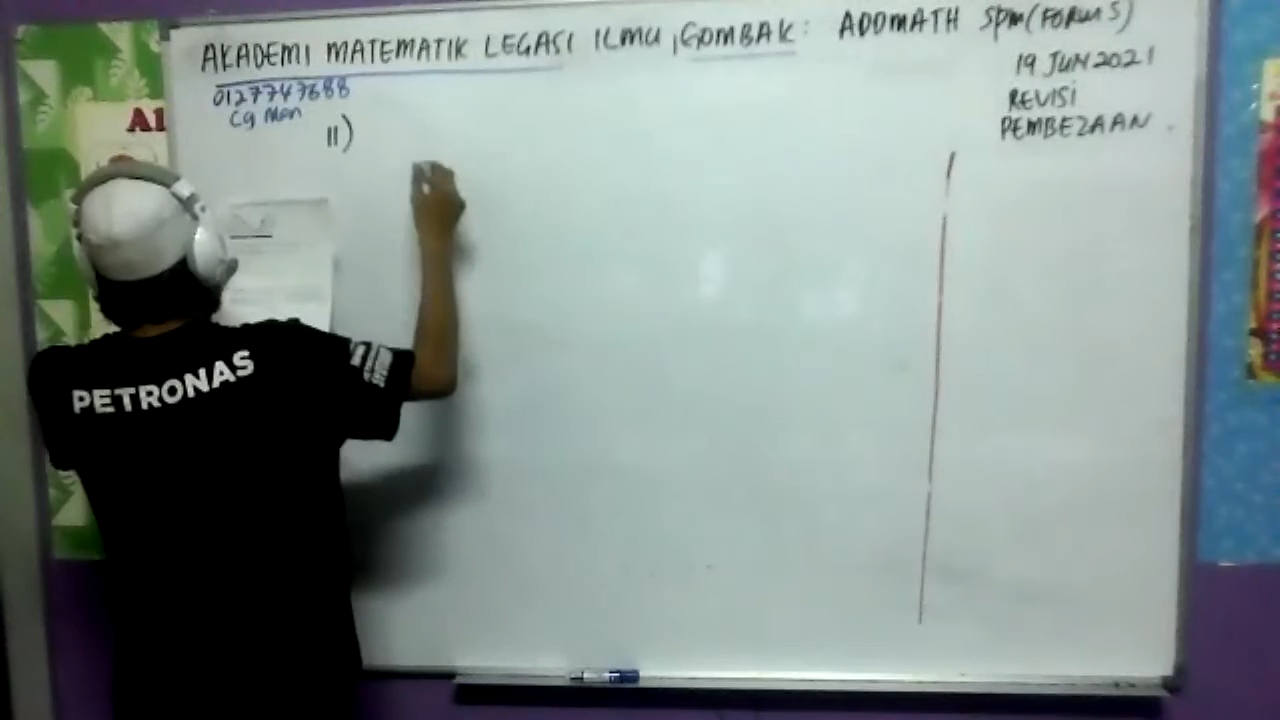 AKADEMI MATEMATIK LEGASI ILMU, GOMBAK: ADDMATH SPM (FORM 5)
0127747688
Cg Man
19 JUN 2021
REVISI
PEMBEZAAN.
11)
A1
PETRONAS